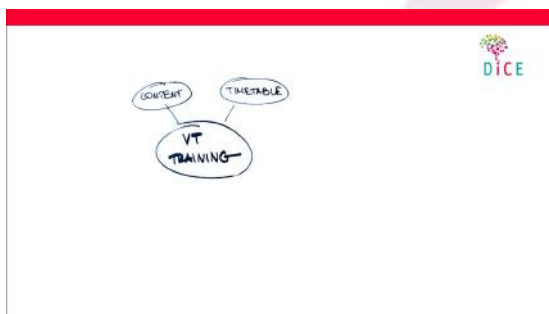 DiCE
CONTENT
TIMETABLE
VT
TRAINING